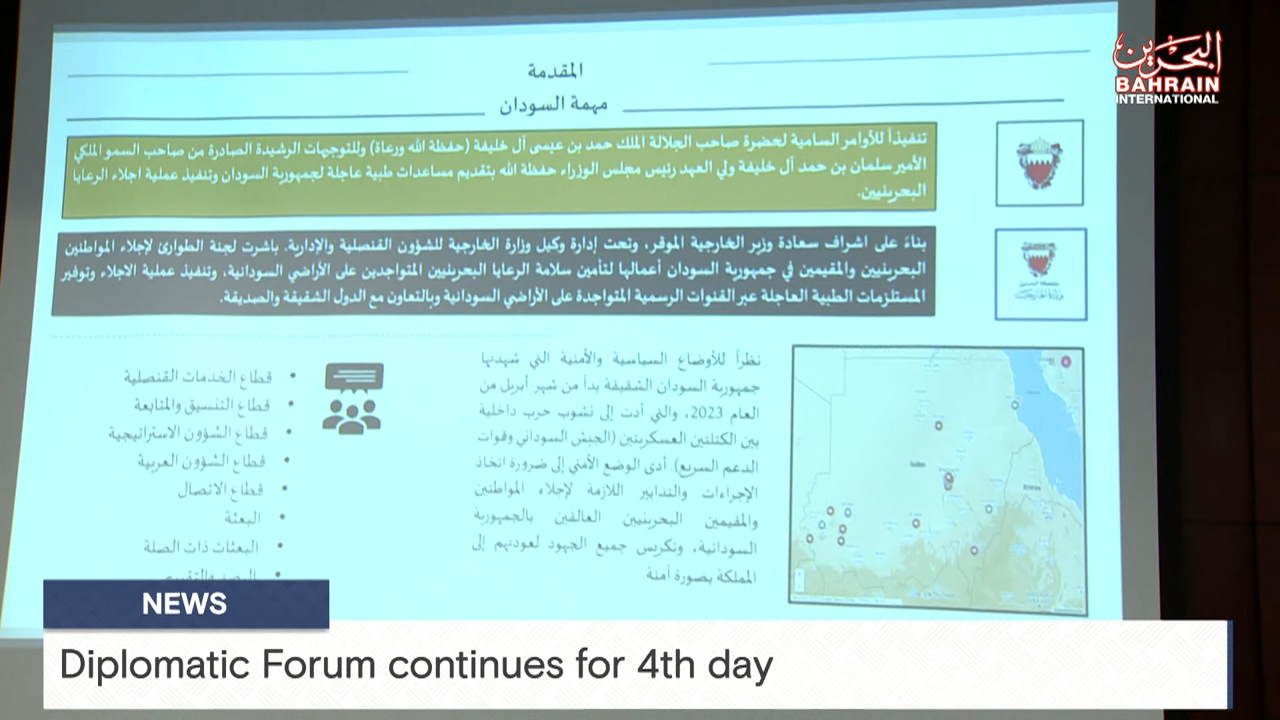 البحرين
BAHRAIN
INTERNATIONAL
المقدمة
مهمة السودان
تنفيذاً للأوامر السامية لحضرة صاحب الجلالة الملك حمد بن عيسى آل خليفة (حفظة الله ورعاة) وللتوجيهات الرشيدة الصادرة من صاحب السمو الملكي
الأمير سلمان بن حمد آل خليفة ولي العهد رئيس مجلس الوزراء حفظة الله بتقديم مساعدات طبية عاجلة لجمهورية السودان وتنفيذ عملية اجلاء الرعايا
البحرينيين.
بناءً على اشراف سعادة وزير الخارجية الموقر، وتحت إدارة وكيل وزارة الخارجية للشؤون القنصلية والإدارية. باشرت لجنة الطوارئ لإجلاء المواطنين
البحرينيين والمقيمين في جمهورية السودان أعمالها لتأمين سلامة الرعايا البحرينيين المتواجدين على الأراضي السودانية، وتنفيذ عملية الاجلاء وتوفير
المستلزمات الطبية العاجلة عبر القنوات الرسمية المتواجدة على الأراضي السودانية وبالتعاون مع الدول الشقيقة والصديقة.
وزارة الخارجية
Sudan
نظراً للأوضاع السياسية والأمنية التي شهدتها
جمهورية السودان الشقيقة بدأ من شهر أبريل من
العام 2023، والتي أدت إلى نشوب حرب داخلية
بين الكتلتين العسكريتين (الجيش السوداني وقوات
الدعم السريع). أدى الوضع الأمني إلى ضرورة اتخاذ
الإجراءات والتدابير اللازمة لإجلاء المواطنين
والمقيمين البحرينيين العالقين بالجمهورية
السودانية، وتكريس جميع الجهود لعودتهم إلى
المملكة بصورة آمنة
• قطاع الخدمات القنصلية
• قطاع التنسيق والمتابعة
• قطاع الشؤون الاستراتيجية
• قطاع الشؤون العربية
• قطاع الاتصال
• البعثة
• البعثات ذات الصلة
• الرصد والتقييم
NEWS
Diplomatic Forum continues for 4th day